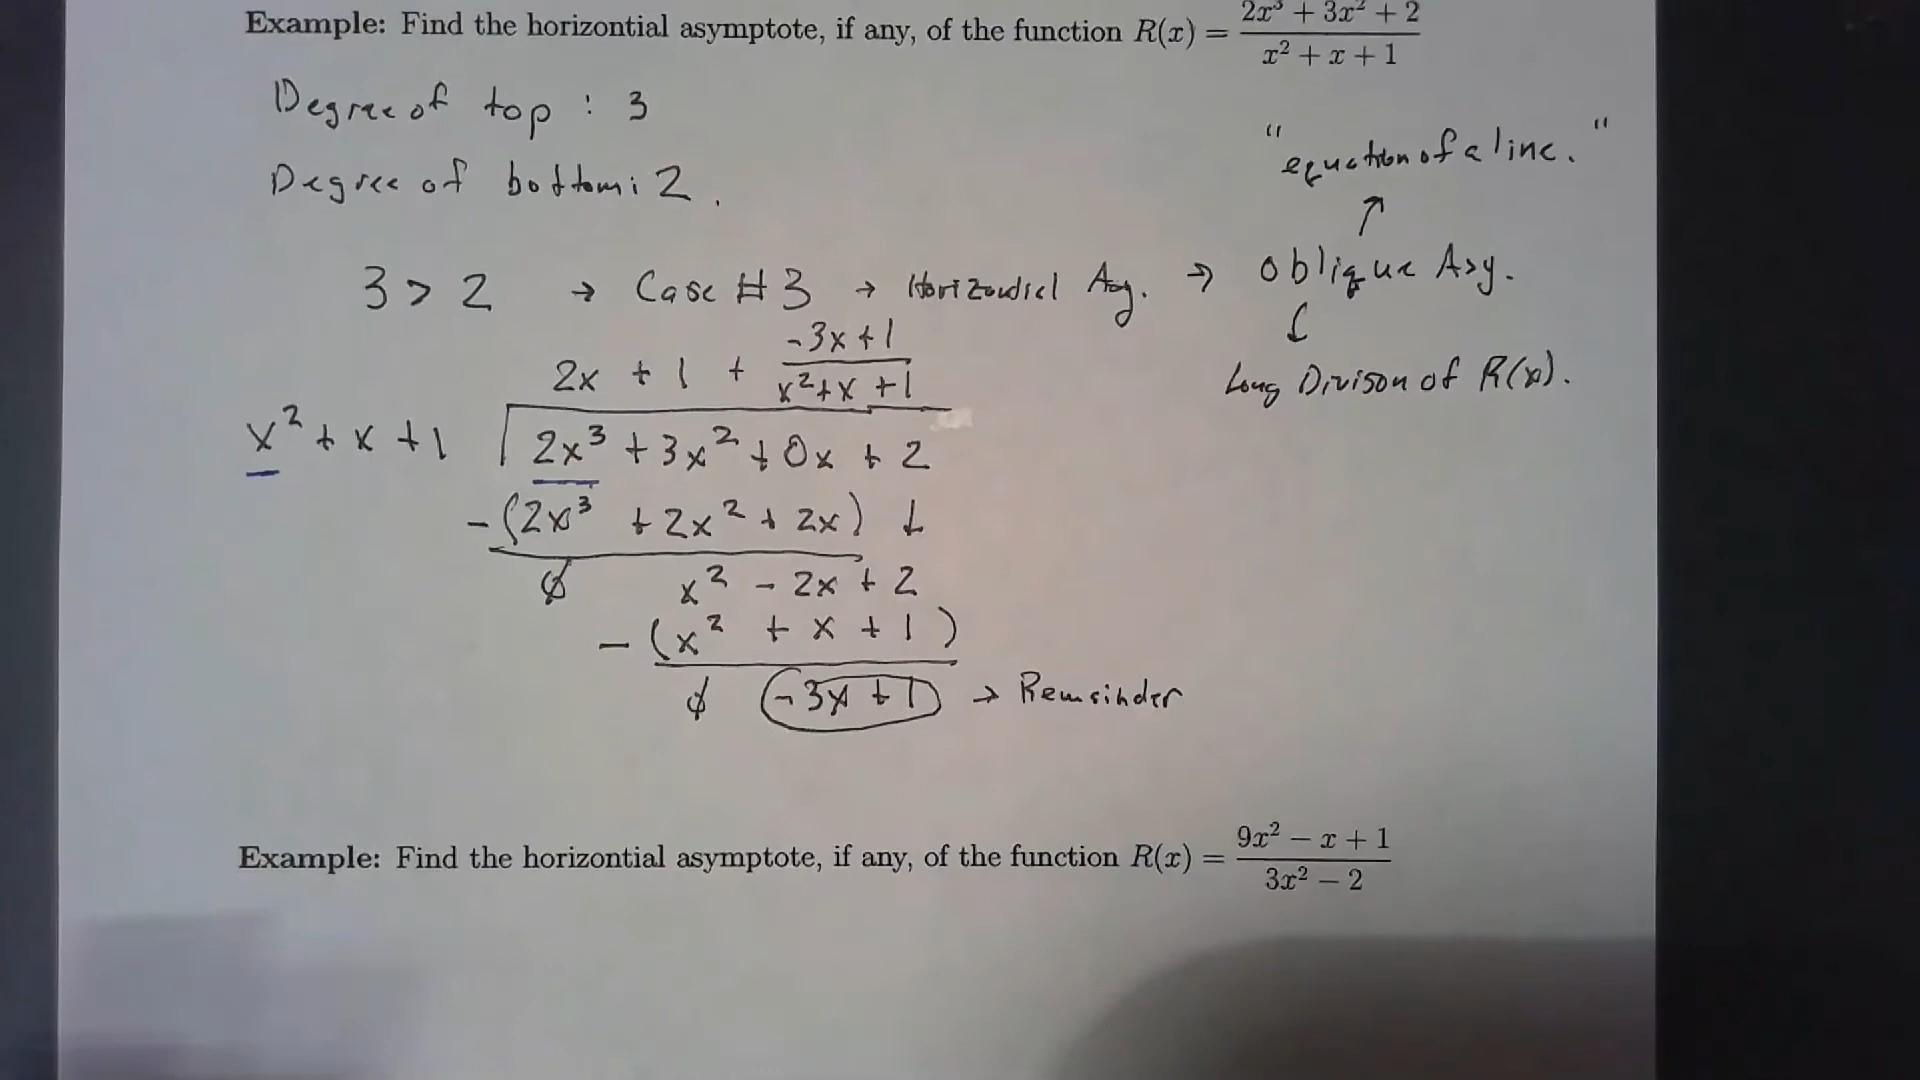 Example: Find the horizontial asymptote, if any, of the function R(x) = (2x³ + 3x² + 2)/(x² + x + 1)
Degree of top : 3
Degree of bottom : 2 .
"equation of a line."
↑
3 > 2 → Case #3 → Horizontial Asy. → Oblique Asy.
↓
Long Divison of R(x).
2x + 1 + (-3x + 1)/(x² + x + 1)
x² + x + 1 2x³ + 3x² + 0x + 2
-(2x³ + 2x² + 2x) ↓
0 x² - 2x + 2
-(x² + x + 1)
0 -3x + 1 → Remainder
Example: Find the horizontial asymptote, if any, of the function R(x) = (9x² − x + 1)/(3x² − 2)